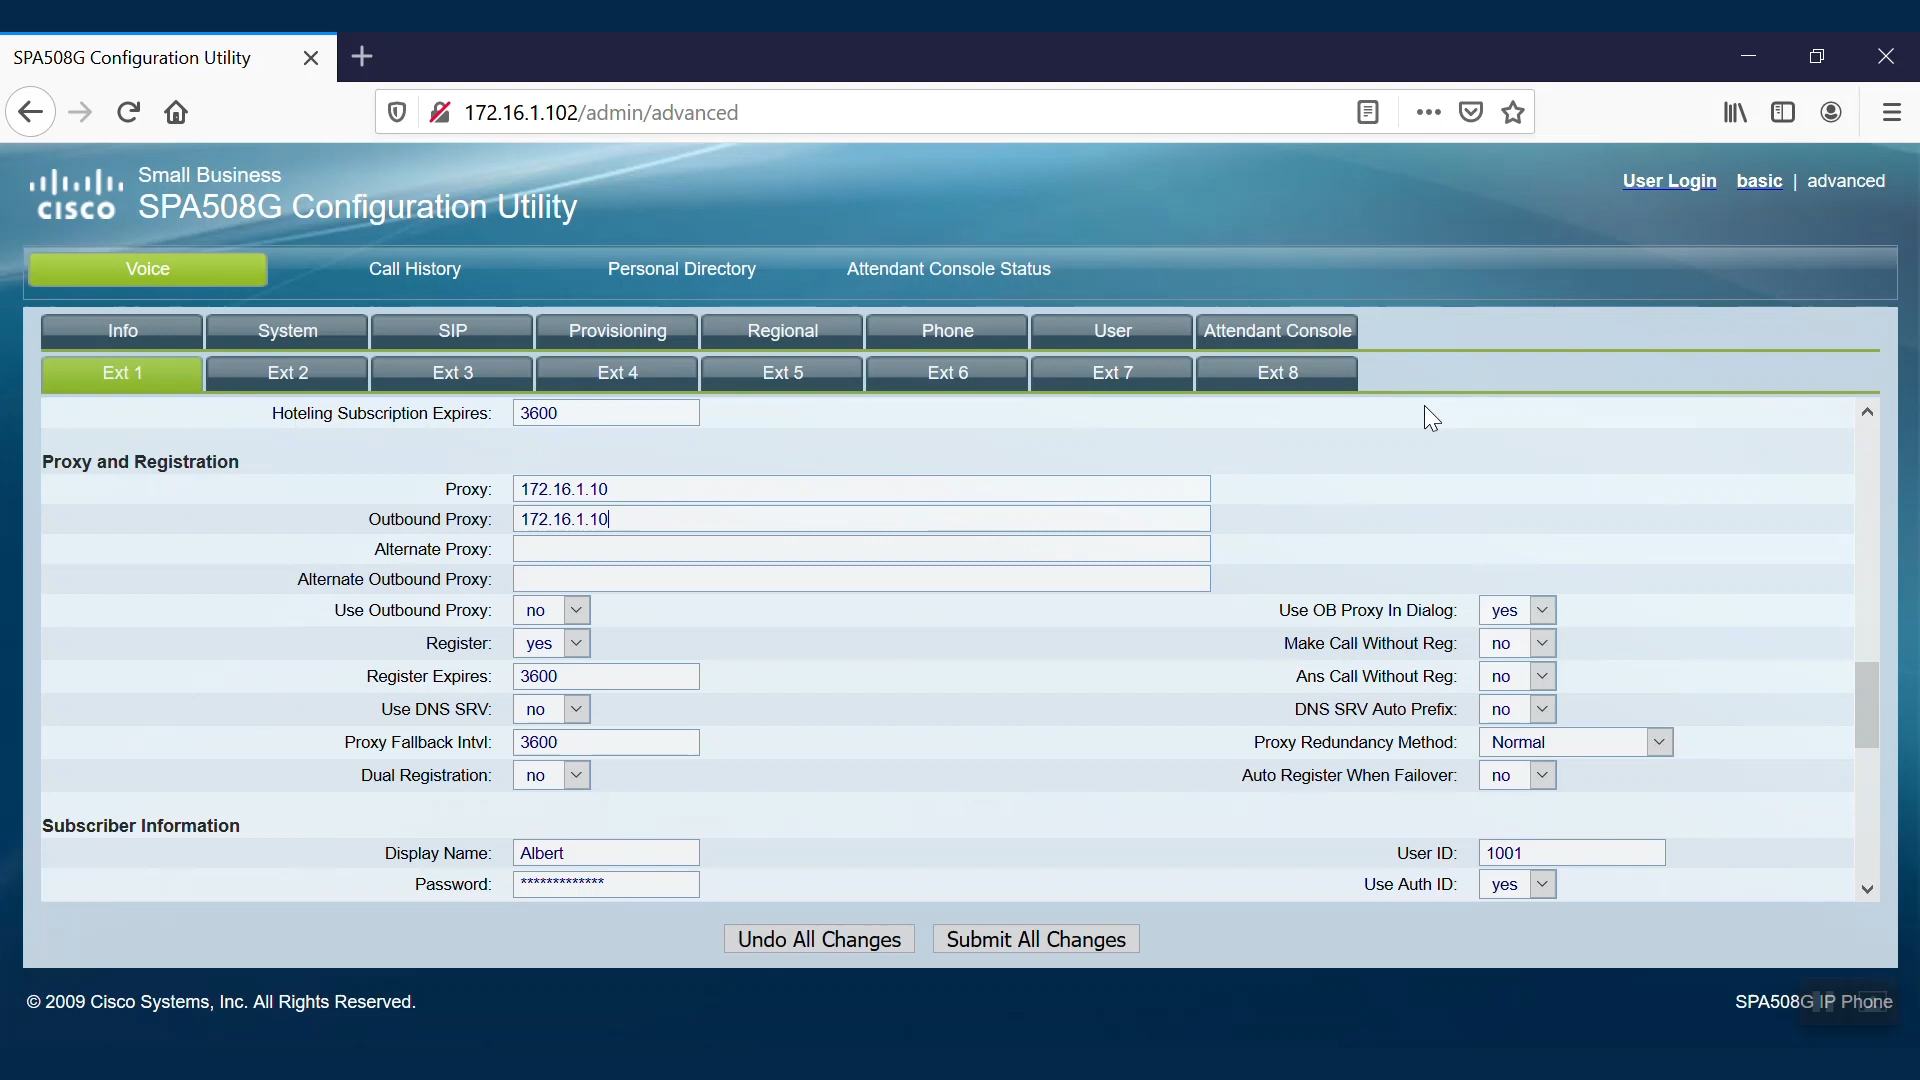 SPA508G Configuration Utility
172.16.1.102/admin/advanced
CISCO
Small Business
SPA508G Configuration Utility
User Login basic | advanced
Voice Call History Personal Directory Attendant Console Status
Info System SIP Provisioning Regional Phone User Attendant Console
Ext 1 Ext 2 Ext 3 Ext 4 Ext 5 Ext 6 Ext 7 Ext 8
Hoteling Subscription Expires: 3600
Proxy and Registration
Proxy: 172.16.1.10
Outbound Proxy: 172.16.1.10
Alternate Proxy:
Alternate Outbound Proxy:
Use Outbound Proxy: no Use OB Proxy In Dialog: yes
Register: yes Make Call Without Reg: no
Register Expires: 3600 Ans Call Without Reg: no
Use DNS SRV: no DNS SRV Auto Prefix: no
Proxy Fallback Intvl: 3600 Proxy Redundancy Method: Normal
Dual Registration: no Auto Register When Failover: no
Subscriber Information
Display Name: Albert User ID: 1001
Password: ************* Use Auth ID: yes
Undo All Changes Submit All Changes
© 2009 Cisco Systems, Inc. All Rights Reserved. SPA508G IP Phone